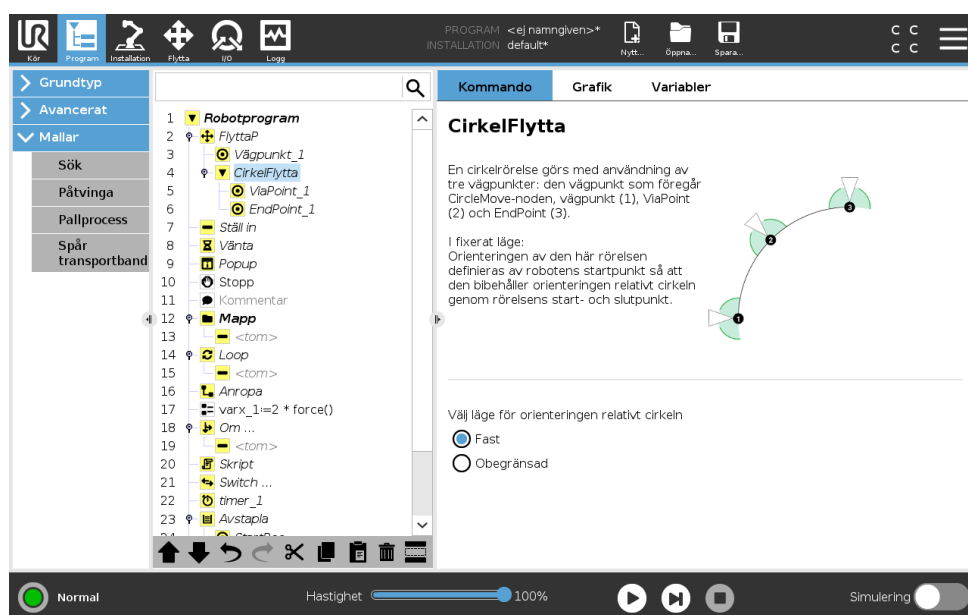 PROGRAM <ej namngiven>*
INSTALLATION default*
Kör
Program
Installation
Flytta
I/O
Logg
Nytt...
Öppna...
Spara...
C C
C C
Grundtyp
Avancerat
Mallar
Sök
Påtvinga
Pallprocess
Spår
transportband
1 Robotprogram
2 FlyttaP
3 Vägpunkt_1
4 CirkelFlytta
5 ViaPoint_1
6 EndPoint_1
7 Ställ in
8 Vänta
9 Popup
10 Stopp
11 Kommentar
12 Mapp
13 <tom>
14 Loop
15 <tom>
16 Anropa
17 varx_1:=2 * force()
18 Om ...
19 <tom>
20 Skript
21 Switch ...
22 timer_1
23 Avstapla
Kommando
Grafik
Variabler
CirkelFlytta
En cirkelrörelse görs med användning av
tre vägpunkter: den vägpunkt som föregår
CircleMove-noden, vägpunkt (1), ViaPoint
(2) och EndPoint (3).
I fixerat läge:
Orienteringen av den här rörelsen
definieras av robotens startpunkt så att
den bibehåller orienteringen relativt cirkeln
genom rörelsens start- och slutpunkt.
3
2
1
Välj läge för orienteringen relativt cirkeln
Fast
Obegränsad
Normal
Hastighet
100%
Simulering